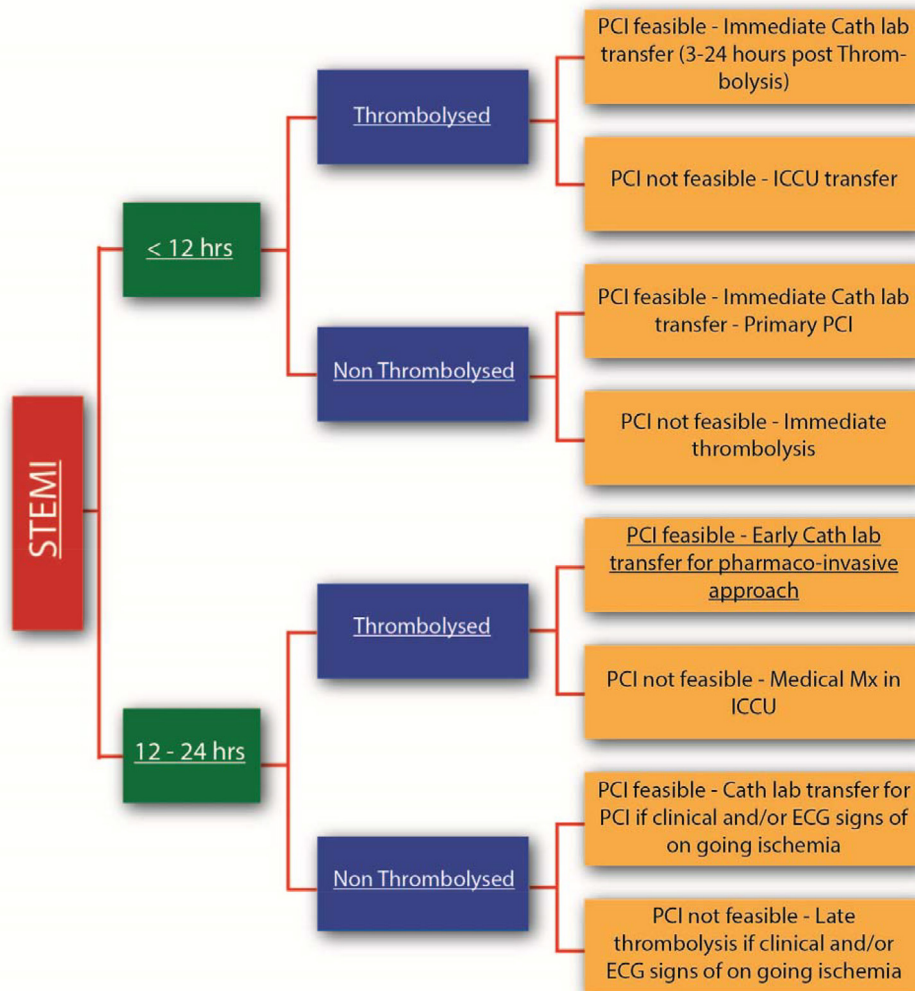 STEMI
< 12 hrs
Thrombolysed
PCI feasible - Immediate Cath lab
transfer (3-24 hours post Throm-
bolysis)
PCI not feasible - ICCU transfer
Non Thrombolysed
PCI feasible - Immediate Cath lab
transfer - Primary PCI
PCI not feasible - Immediate
thrombolysis
12 - 24 hrs
Thrombolysed
PCI feasible - Early Cath lab
transfer for pharmaco-invasive
approach
PCI not feasible - Medical Mx in
ICCU
Non Thrombolysed
PCI feasible - Cath lab transfer for
PCI if clinical and/or ECG signs of
on going ischemia
PCI not feasible - Late
thrombolysis if clinical and/or
ECG signs of on going ischemia